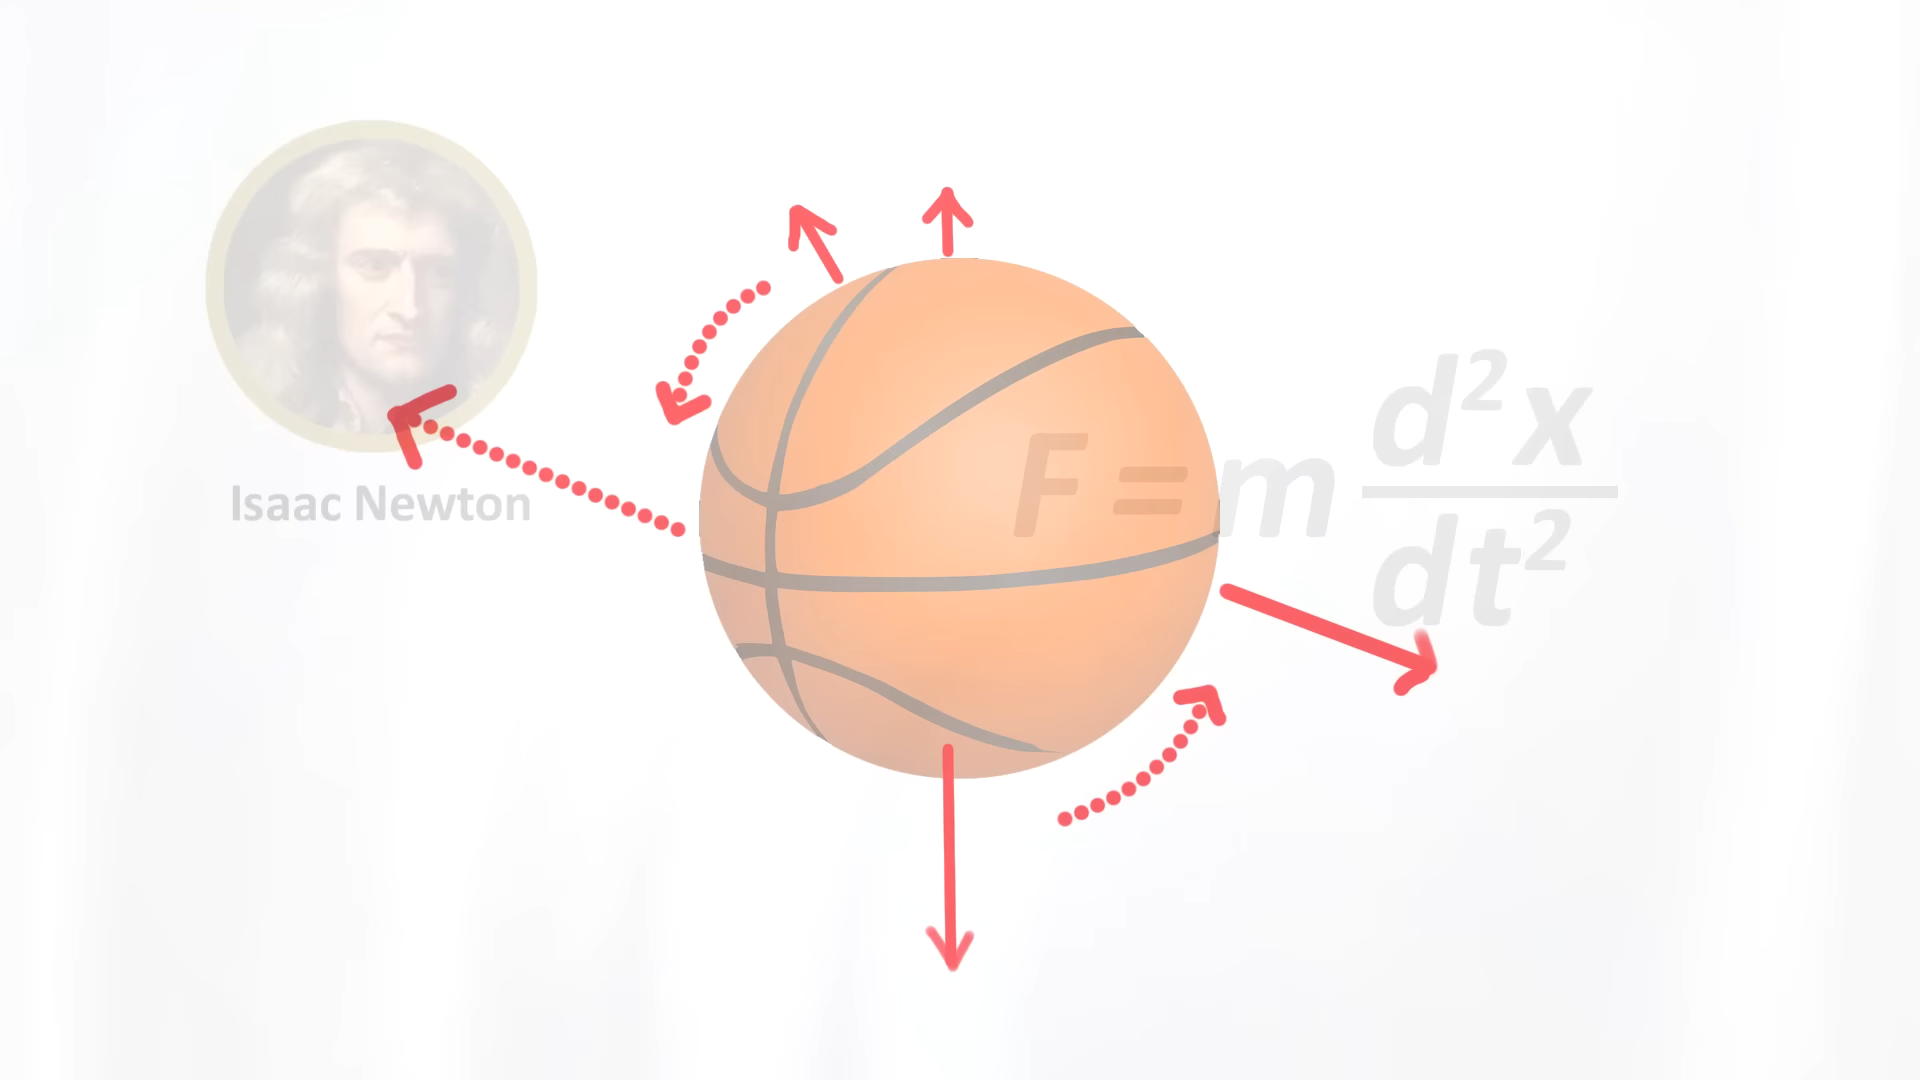 Isaac Newton
F = m d²x
dt²